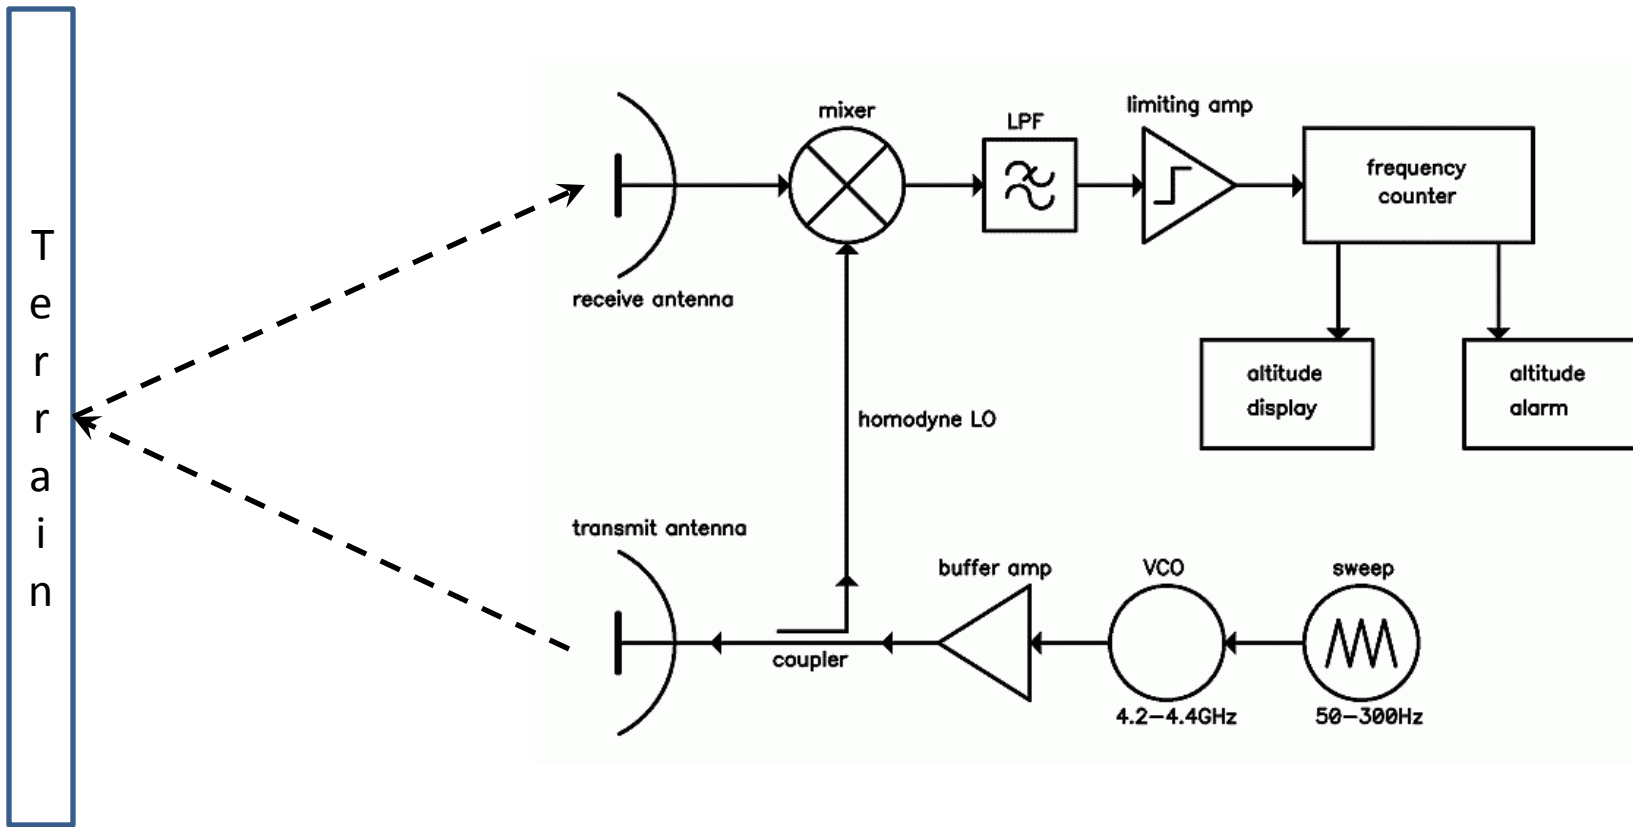 Terrain
mixer
LPF
limiting amp
frequency
counter
receive antenna
altitude
display
altitude
alarm
homodyne LO
transmit antenna
buffer amp
VCO
sweep
coupler
4.2-4.4GHz
50-300Hz